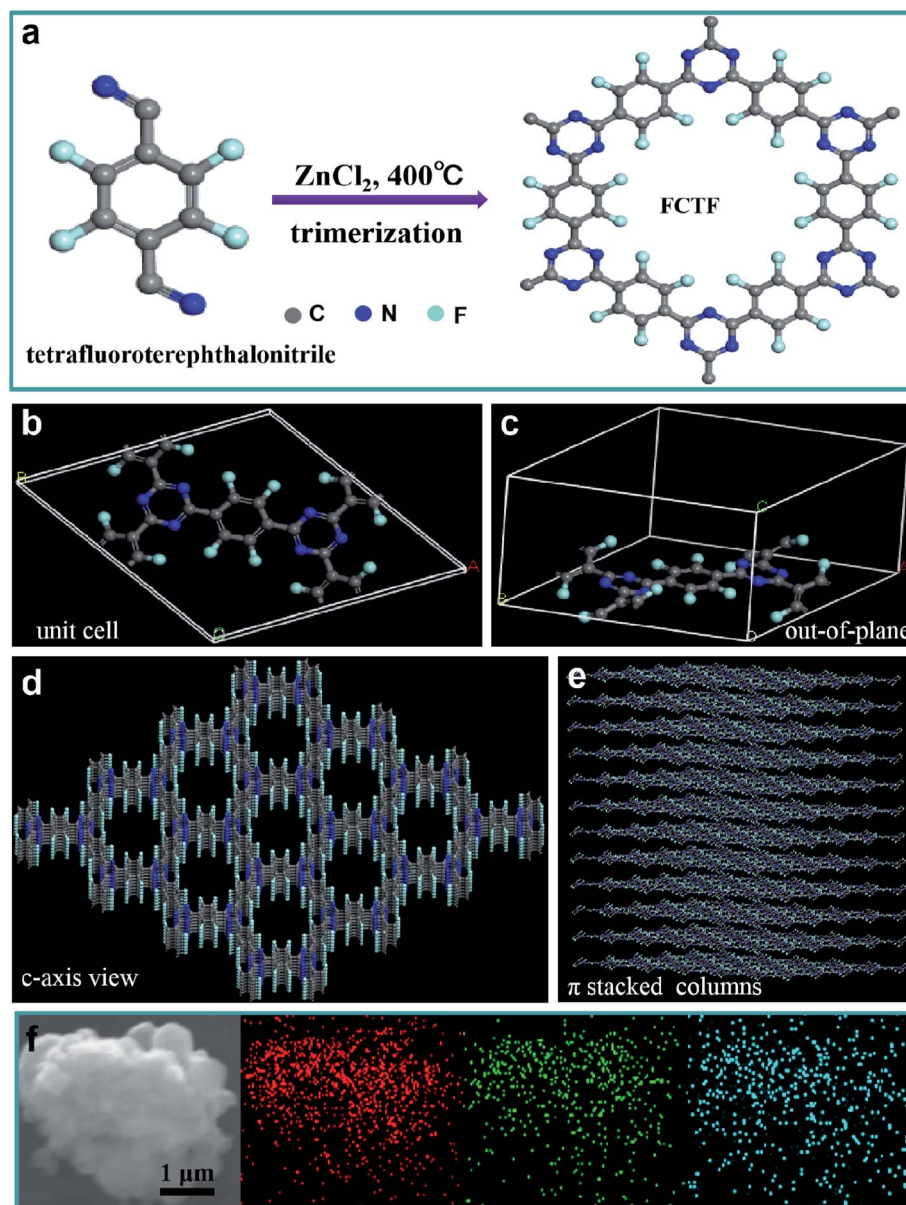 a
ZnCl2, 400℃
trimerization
FCTF
C N F
tetrafluoroterephthalonitrile
b
B
A
unit cell
c
C
B
A
O
out-of-plane
d
c-axis view
e
π stacked columns
f
1 μm